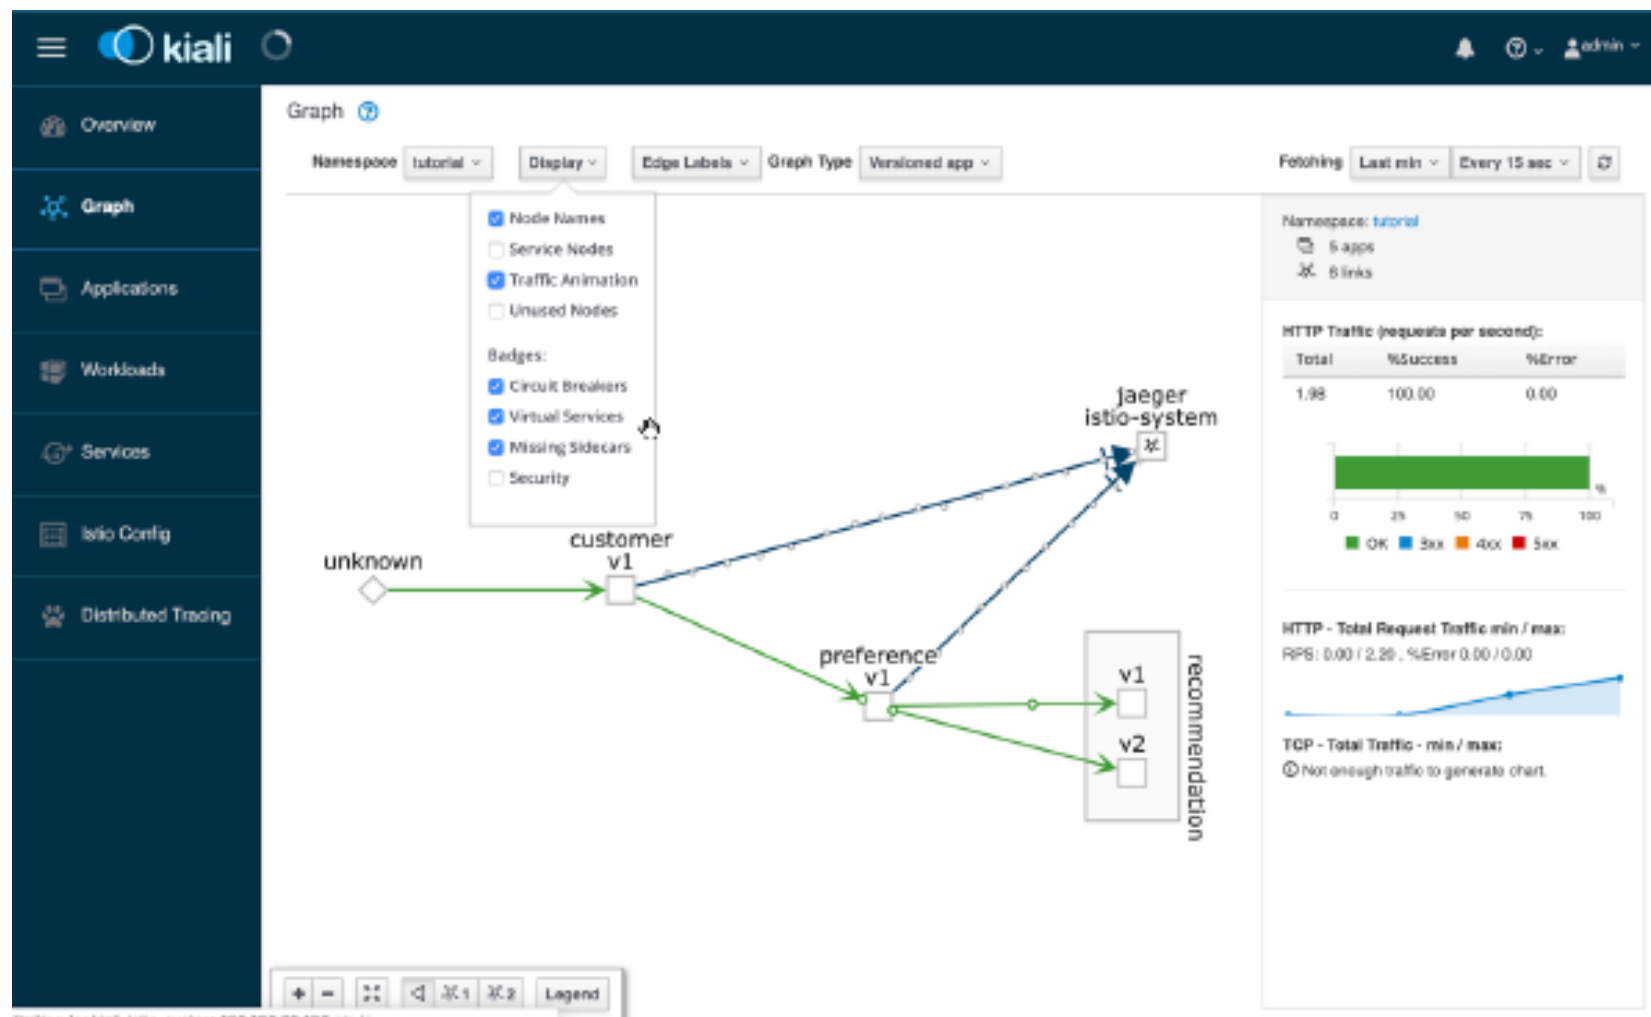 kiali
admin
Overview
Graph
Applications
Workloads
Services
Istio Config
Distributed Tracing
Graph
Namespace tutorial Display Edge Labels Graph Type Versioned app Fetching Last min Every 15 sec
Node Names
Service Nodes
Traffic Animation
Unused Nodes
Badges:
Circuit Breakers
Virtual Services
Missing Sidecars
Security
unknown
customer
v1
preference
v1
jaeger
istio-system
v1
v2
recommendation
Namespace: tutorial
5 apps
6 links
HTTP Traffic (requests per second):
Total %Success %Error
1.98 100.00 0.00
%
0 25 50 75 100
OK 3xx 4xx 5xx
HTTP - Total Request Traffic min / max:
RPS: 0.00 / 2.20 , %Error 0.00 / 0.00
TCP - Total Traffic - min / max:
Not enough traffic to generate chart.
+ - 1 2 Legend